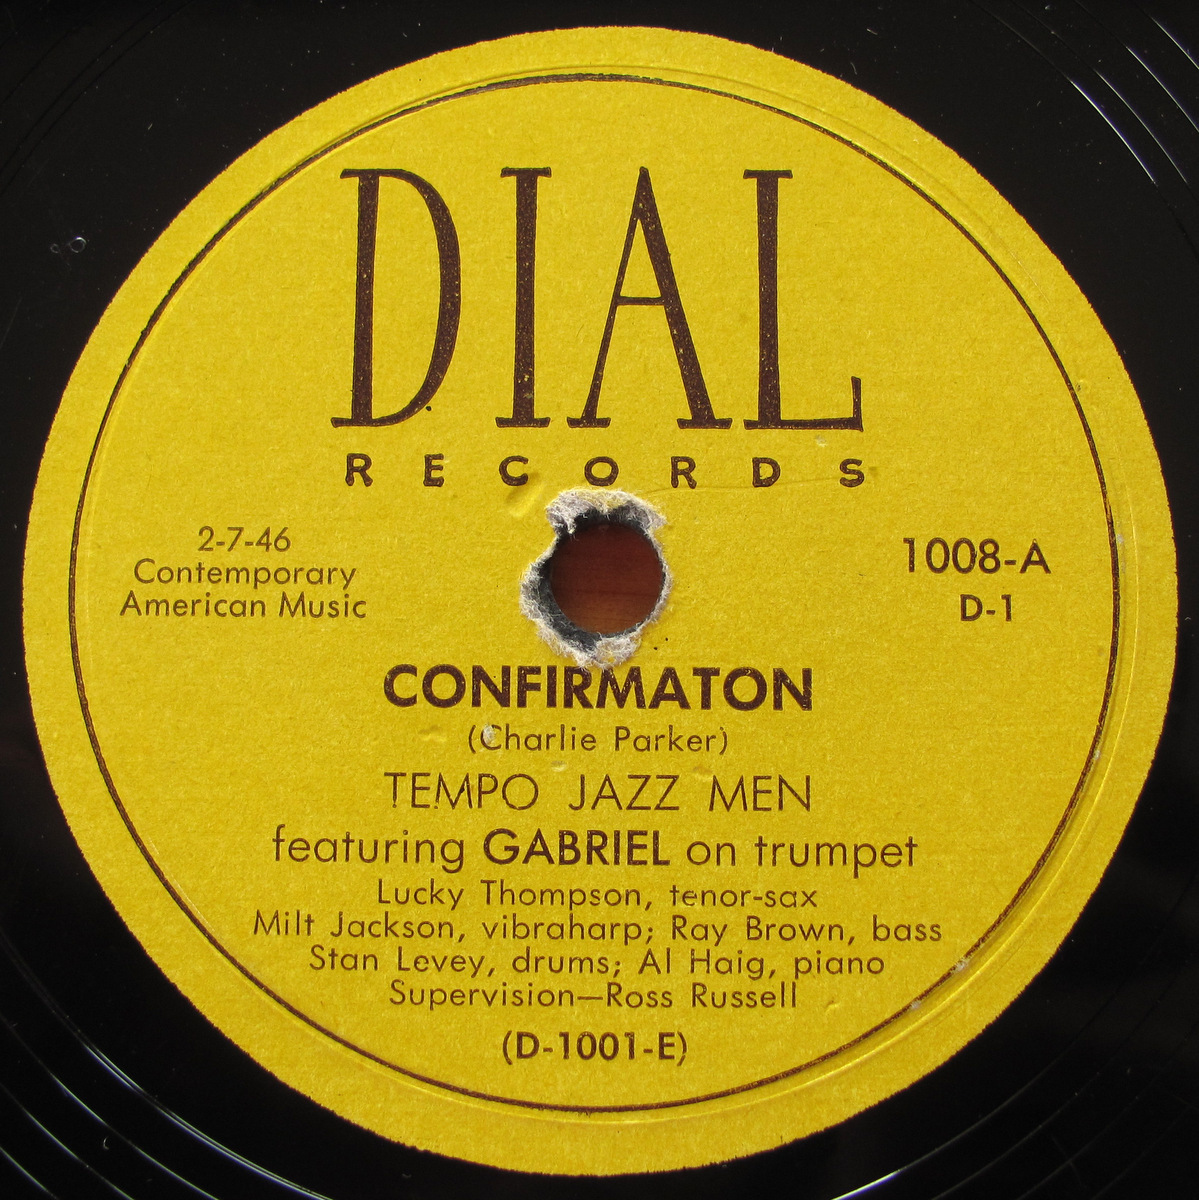 DIAL
RECORDS
2-7-46
Contemporary
American Music
1008-A
D-1
CONFIRMATON
(Charlie Parker)
TEMPO JAZZ MEN
featuring GABRIEL on trumpet
Lucky Thompson, tenor-sax
Milt Jackson, vibraharp; Ray Brown, bass
Stan Levey, drums; Al Haig, piano
Supervision—Ross Russell
(D-1001-E)